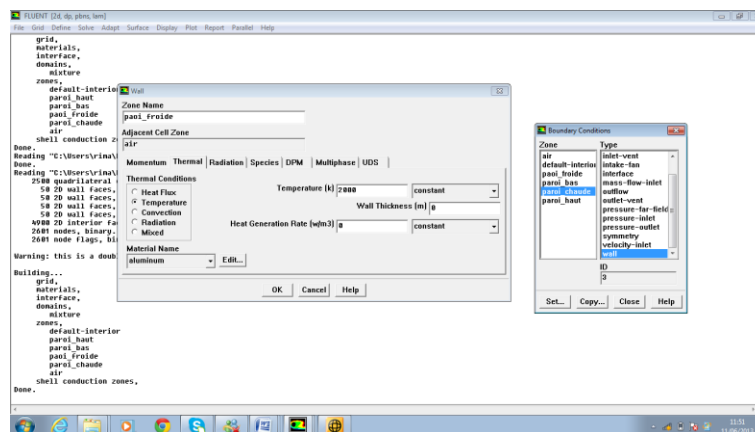 FLUENT [2d, dp, pbns, lam]
File Grid Define Solve Adapt Surface Display Plot Report Parallel Help
grid,
materials,
interface,
domains,
mixture
zones,
default-interio
paroi_haut
paroi_bas
paoi_froide
paroi_chaude
air
shell conduction z
Done.
Reading "C:\Users\rima\
Done.
Reading "C:\Users\rima\
2500 quadrilateral
50 2D wall faces,
50 2D wall faces,
50 2D wall faces,
50 2D wall faces,
4900 2D interior fa
2601 nodes, binary.
2601 node flags, bi
Warning: this is a doub
Building...
grid,
materials,
interface,
domains,
mixture
zones,
default-interior
paroi_haut
paroi_bas
paoi_froide
paroi_chaude
air
shell conduction zones,
Done.
Wall
Zone Name
paoi_froide
Adjacent Cell Zone
air
Momentum Thermal Radiation Species DPM Multiphase UDS
Thermal Conditions
Heat Flux
Temperature
Convection
Radiation
Mixed
Temperature (k) 2000 constant
Wall Thickness (m) 0
Heat Generation Rate (w/m3) 0 constant
Material Name
aluminum Edit...
OK Cancel Help
Boundary Conditions
Zone
air
default-interior
paoi_froide
paroi_bas
paroi_chaude
paroi_haut
Type
inlet-vent
intake-fan
interface
mass-flow-inlet
outflow
outlet-vent
pressure-far-field
pressure-inlet
pressure-outlet
symmetry
velocity-inlet
wall
ID
3
Set... Copy... Close Help
11:51